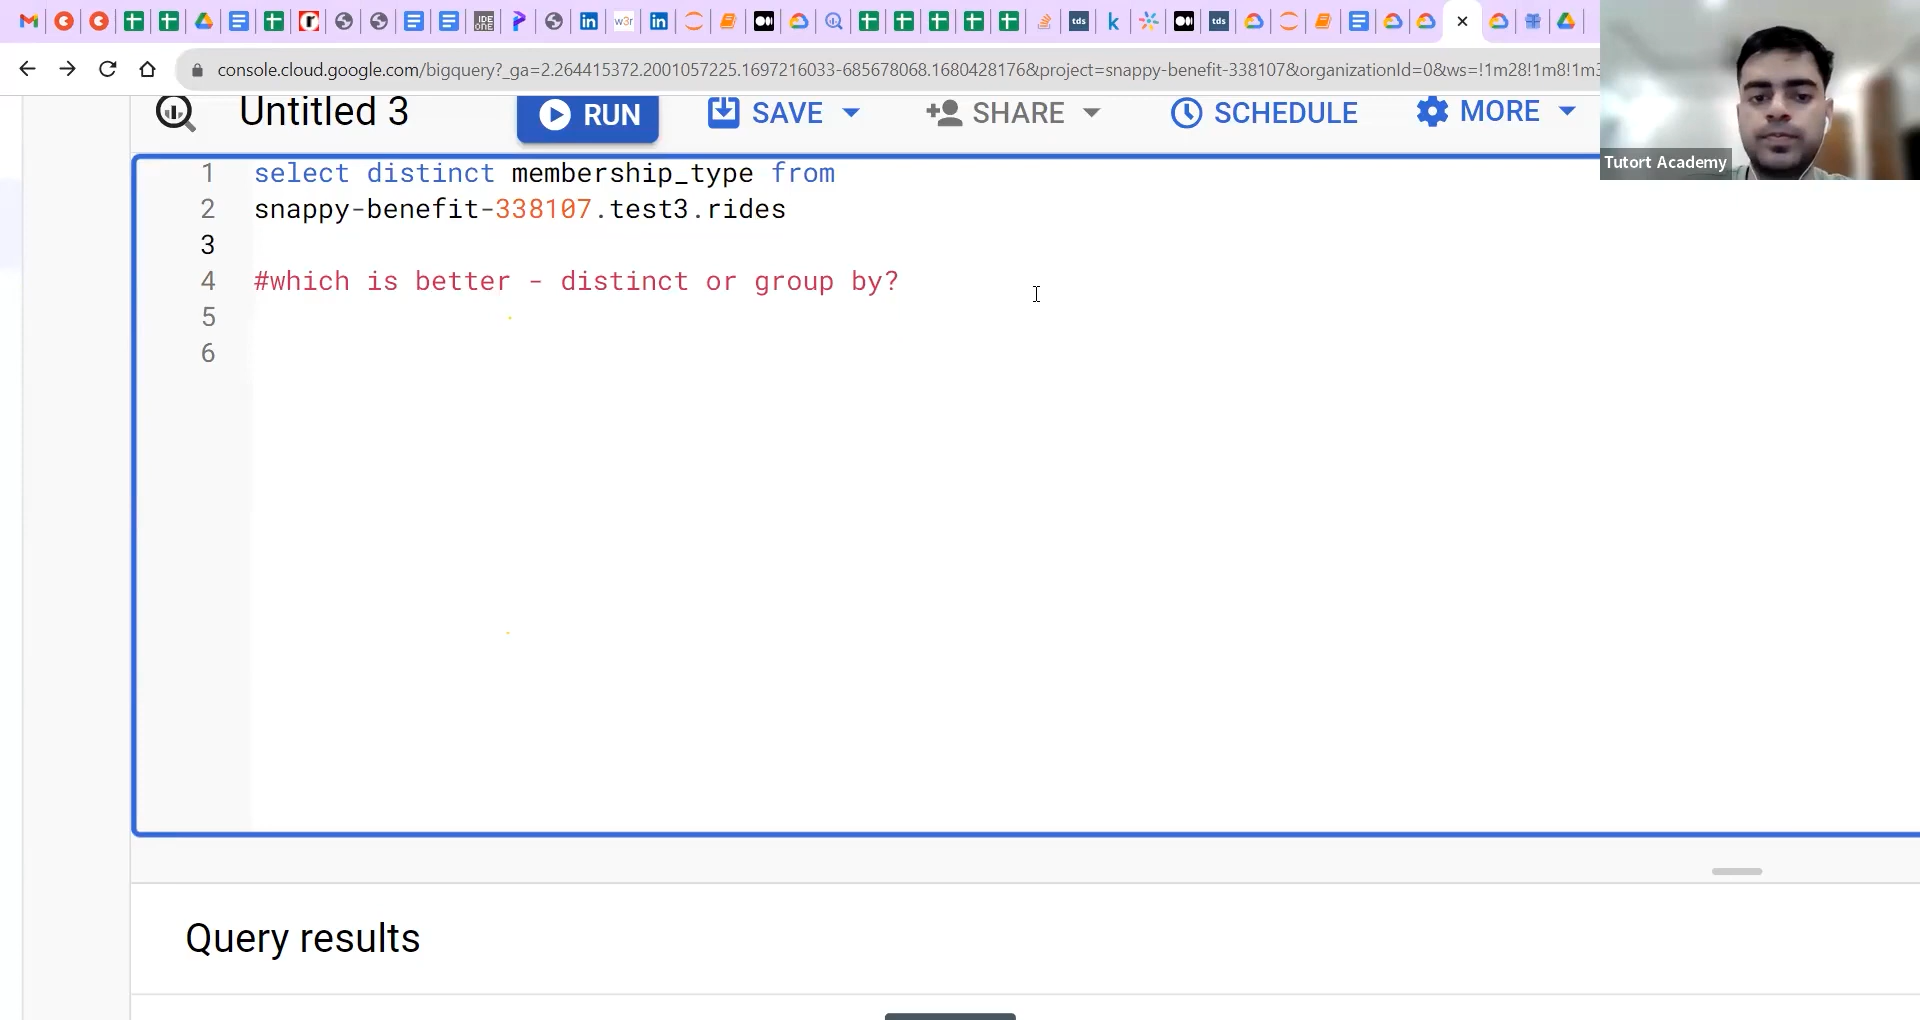 console.cloud.google.com/bigquery?_ga=2.264415372.2001057225.1697216033-685678068.1680428176&project=snappy-benefit-338107&organizationId=0&ws=!1m28!1m8!1m3
Untitled 3 RUN SAVE SHARE SCHEDULE MORE
Tutort Academy
1 select distinct membership_type from
2 snappy-benefit-338107.test3.rides
3
4 #which is better - distinct or group by?
5
6
Query results